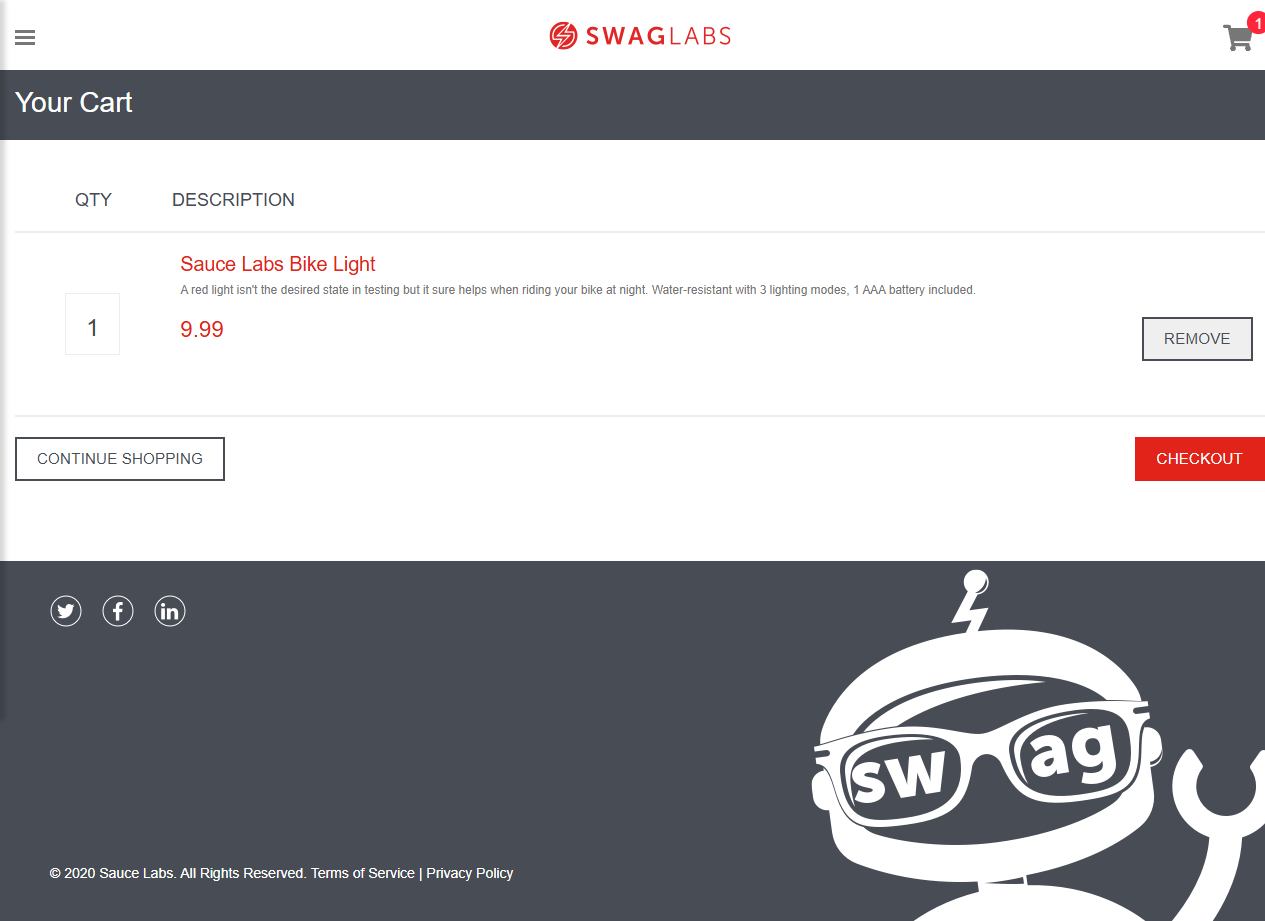 SWAGLABS
1
Your Cart
QTY DESCRIPTION
Sauce Labs Bike Light
A red light isn't the desired state in testing but it sure helps when riding your bike at night. Water-resistant with 3 lighting modes, 1 AAA battery included.
1
9.99
REMOVE
CONTINUE SHOPPING
CHECKOUT
swag
© 2020 Sauce Labs. All Rights Reserved. Terms of Service | Privacy Policy